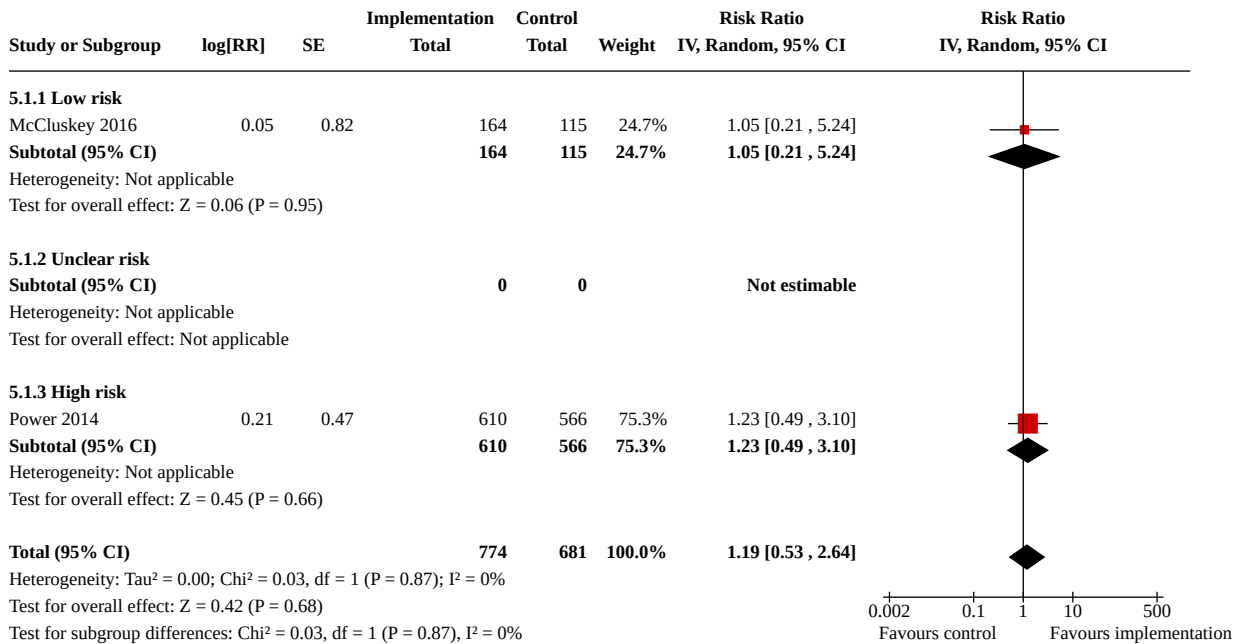 Implementation Control Risk Ratio Risk Ratio
Study or Subgroup log[RR] SE Total Total Weight IV, Random, 95% CI IV, Random, 95% CI
5.1.1 Low risk
McCluskey 2016 0.05 0.82 164 115 24.7% 1.05 [0.21 , 5.24]
Subtotal (95% CI) 164 115 24.7% 1.05 [0.21 , 5.24]
Heterogeneity: Not applicable
Test for overall effect: Z = 0.06 (P = 0.95)
5.1.2 Unclear risk
Subtotal (95% CI) 0 0 Not estimable
Heterogeneity: Not applicable
Test for overall effect: Not applicable
5.1.3 High risk
Power 2014 0.21 0.47 610 566 75.3% 1.23 [0.49 , 3.10]
Subtotal (95% CI) 610 566 75.3% 1.23 [0.49 , 3.10]
Heterogeneity: Not applicable
Test for overall effect: Z = 0.45 (P = 0.66)
Total (95% CI) 774 681 100.0% 1.19 [0.53 , 2.64]
Heterogeneity: Tau² = 0.00; Chi² = 0.03, df = 1 (P = 0.87); I² = 0%
Test for overall effect: Z = 0.42 (P = 0.68) 0.002 0.1 1 10 500
Test for subgroup differences: Chi² = 0.03, df = 1 (P = 0.87), I² = 0% Favours control Favours implementation